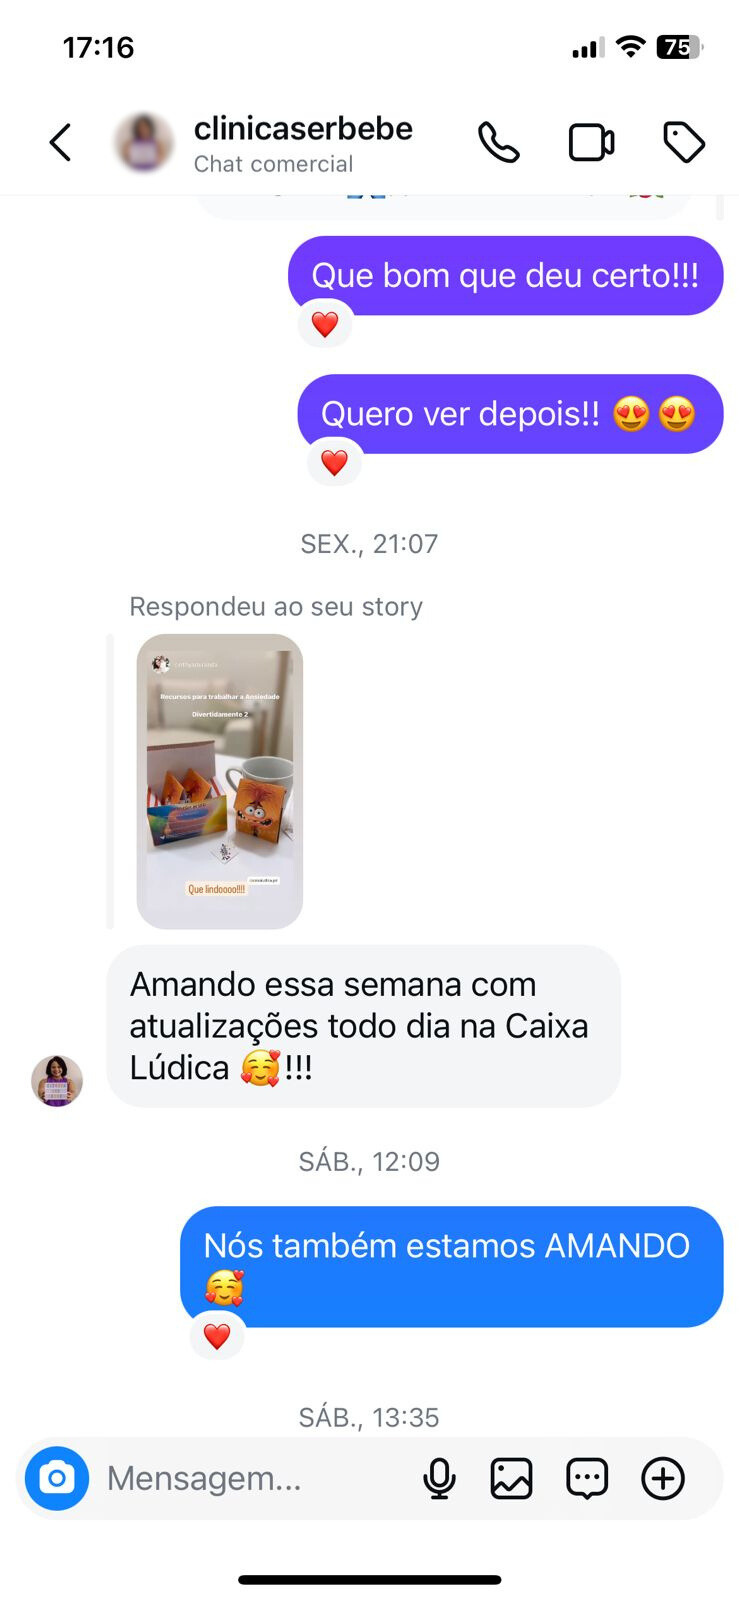 17:16
75
clinicaserbebe
Chat comercial
Que bom que deu certo!!!
❤️
Quero ver depois!! 😍😍
❤️
SEX., 21:07
Respondeu ao seu story
Recursos para trabalhar a Ansiedade
Divertidamente 2
Que lindoooo!!!!
Amando essa semana com
atualizações todo dia na Caixa
Lúdica 🥰!!!
SÁB., 12:09
Nós também estamos AMANDO
🥰
❤️
SÁB., 13:35
Mensagem...